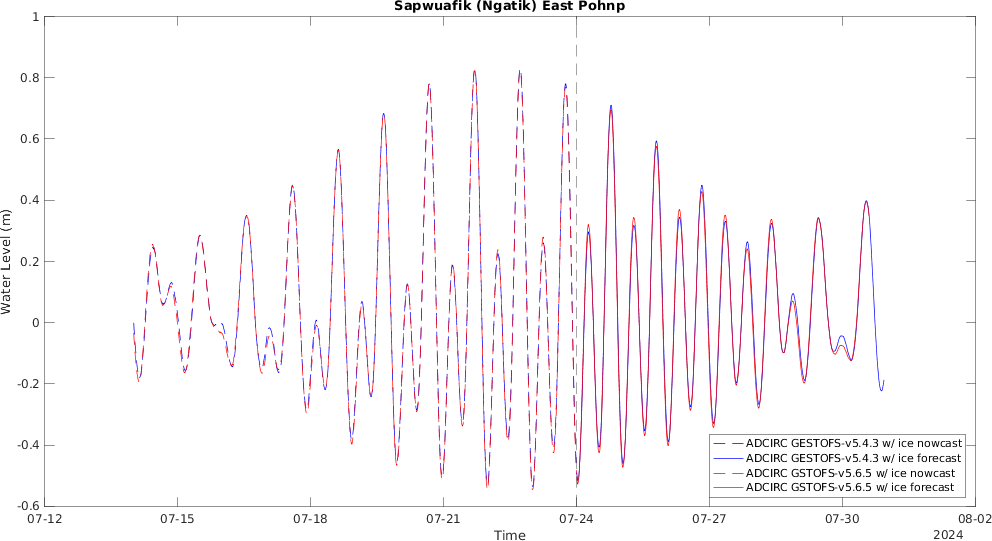 Sapwuafik (Ngatik) East Pohnp
Water Level (m)
1
0.8
0.6
0.4
0.2
0
-0.2
-0.4
-0.6
ADCIRC GESTOFS-v5.4.3 w/ ice nowcast
ADCIRC GESTOFS-v5.4.3 w/ ice forecast
ADCIRC GSTOFS-v5.6.5 w/ ice nowcast
ADCIRC GSTOFS-v5.6.5 w/ ice forecast
07-12 07-15 07-18 07-21 07-24 07-27 07-30 08-02
Time
2024